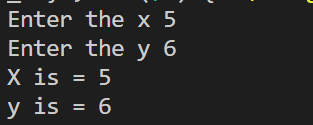 Enter the x 5
Enter the y 6
X is = 5
y is = 6